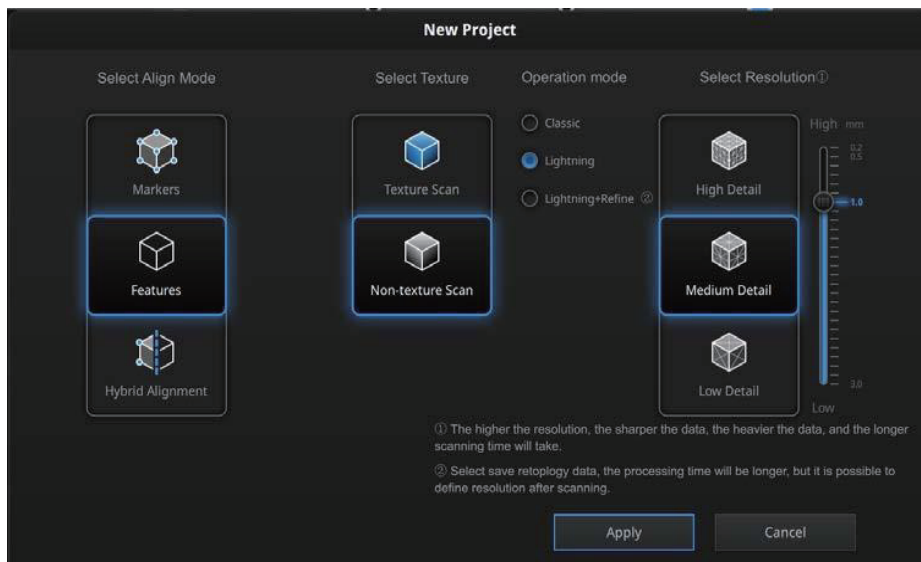 New Project
Select Align Mode
Select Texture
Operation mode
Select Resolution①
Markers
Features
Hybrid Alignment
Texture Scan
Non-texture Scan
Classic
Lightning
Lightning+Refine ②
High Detail
Medium Detail
Low Detail
High mm
0.2
0.5
1.0
3.0
Low
① The higher the resolution, the sharper the data, the heavier the data, and the longer
scanning time will take.
② Select save retoplogy data, the processing time will be longer, but it is possible to
define resolution after scanning.
Apply
Cancel